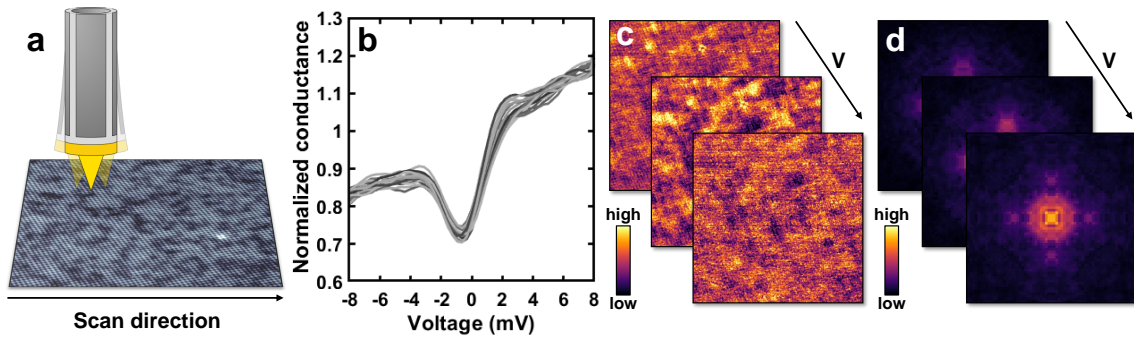 a
Scan direction
b
Normalized conductance
1.3
1.2
1.1
1.0
0.9
0.8
0.7
0.6
-8 -6 -4 -2 0 2 4 6 8
Voltage (mV)
c
V
high
low
d
V
high
low